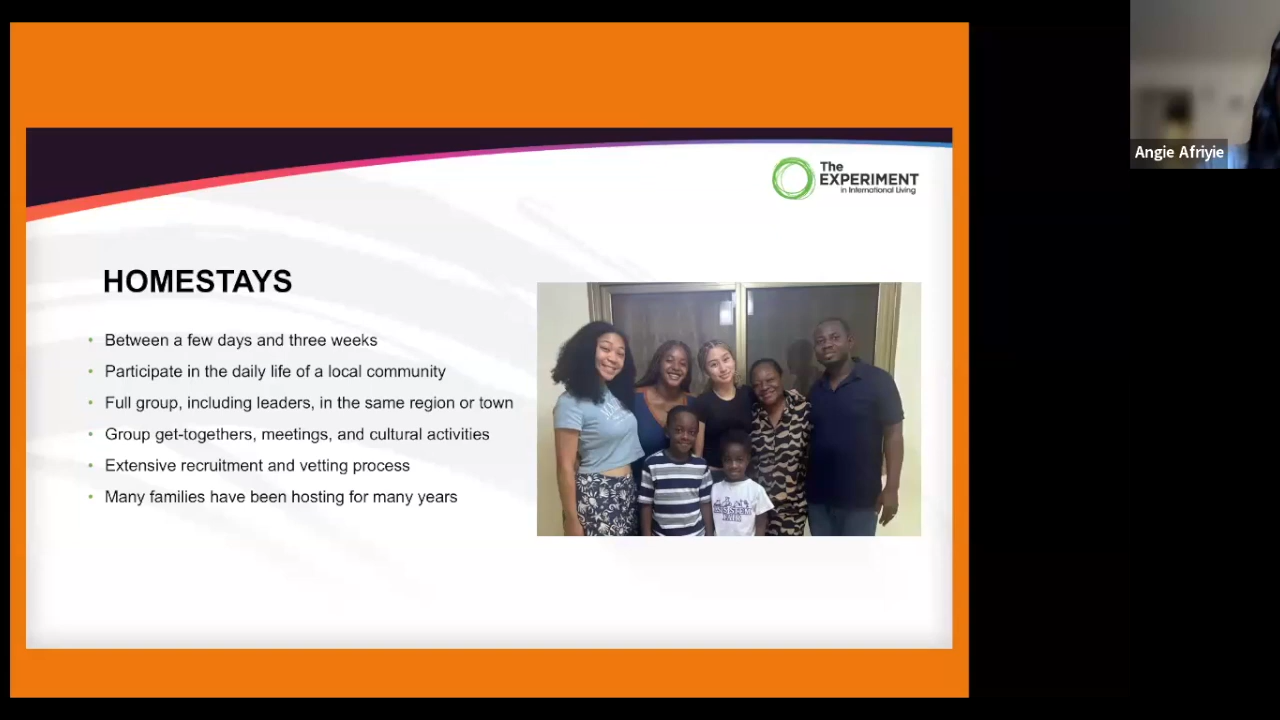 The
EXPERIMENT
in International Living
Angie Afriyie
HOMESTAYS
• Between a few days and three weeks
• Participate in the daily life of a local community
• Full group, including leaders, in the same region or town
• Group get-togethers, meetings, and cultural activities
• Extensive recruitment and vetting process
• Many families have been hosting for many years